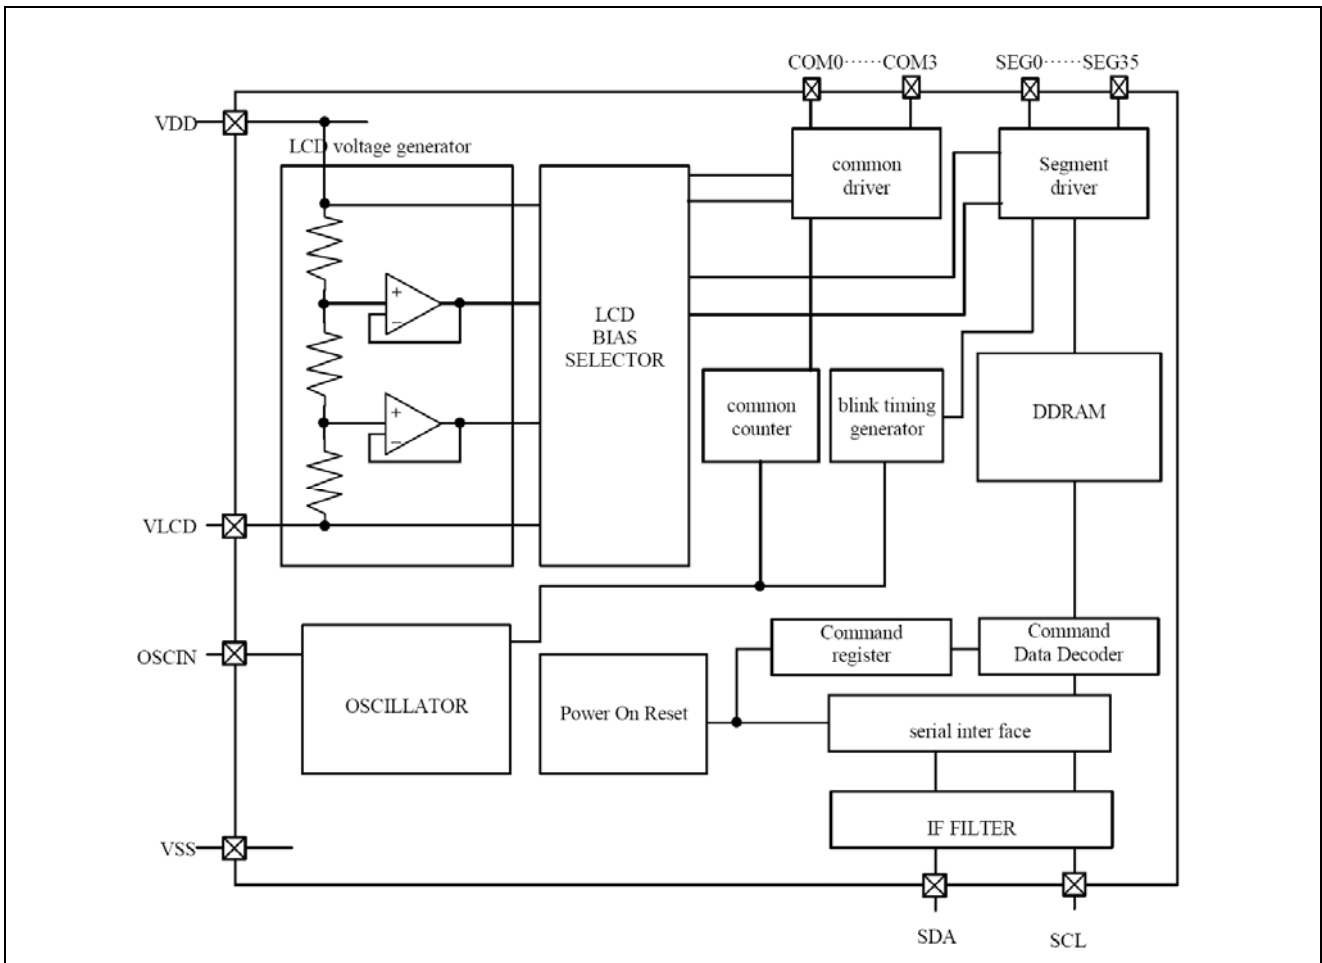 COM0······COM3
SEG0······SEG35
VDD
LCD voltage generator
common
driver
Segment
driver
+
−
LCD
BIAS
SELECTOR
common
counter
blink timing
generator
DDRAM
+
−
VLCD
OSCIN
OSCILLATOR
Power On Reset
Command
register
Command
Data Decoder
serial inter face
IF FILTER
VSS
SDA
SCL